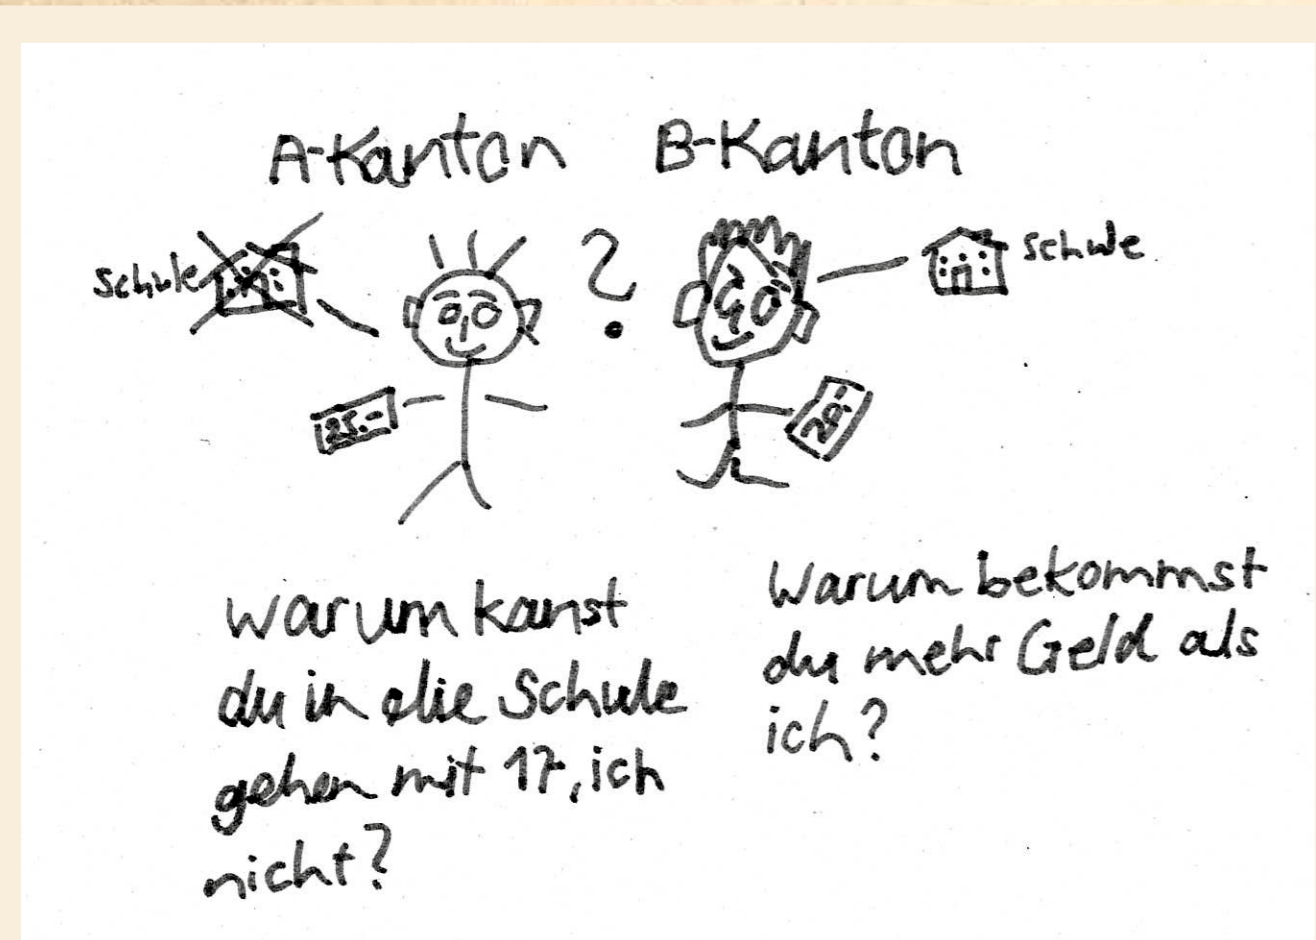 A-Kanton
B-Kanton
Schule
?
schule
25.-
20.-
warum kanst
du in die Schule
gehen mit 17, ich
nicht?
Warum bekommst
du mehr Geld als
ich?